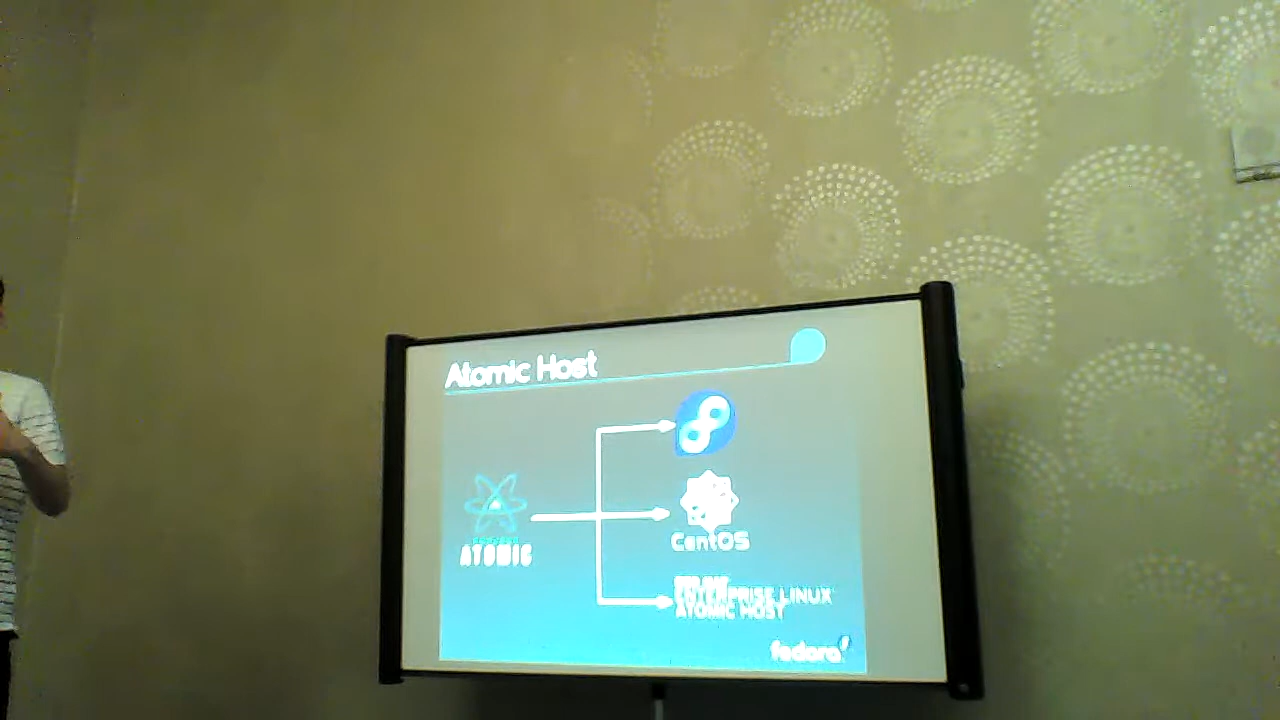 Atomic Host
ATOMIC
CentOS
ENTERPRISE LINUX
ATOMIC HOST
fedora